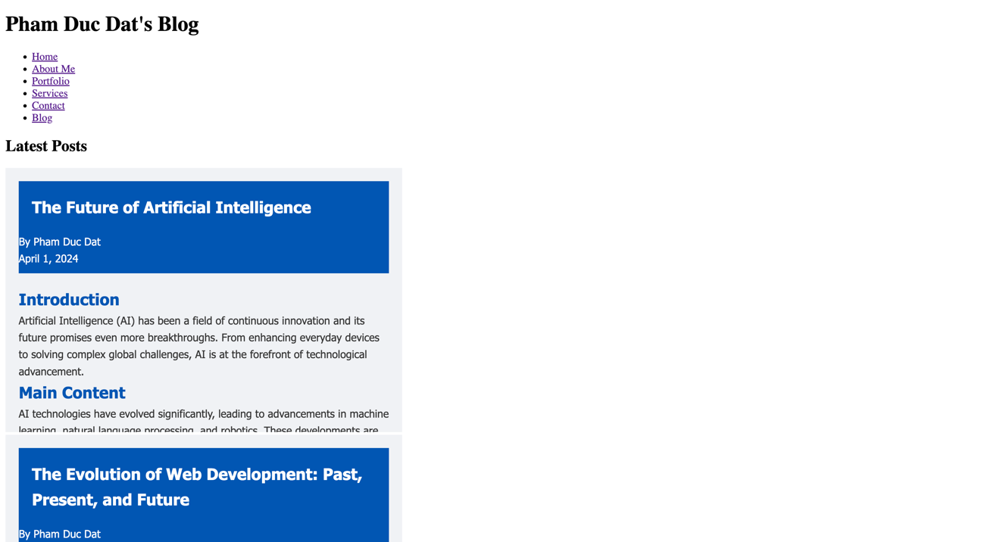 Pham Duc Dat's Blog
Home
About Me
Portfolio
Services
Contact
Blog
Latest Posts
The Future of Artificial Intelligence
By Pham Duc Dat
April 1, 2024
Introduction
Artificial Intelligence (AI) has been a field of continuous innovation and its
future promises even more breakthroughs. From enhancing everyday devices
to solving complex global challenges, AI is at the forefront of technological
advancement.
Main Content
AI technologies have evolved significantly, leading to advancements in machine
learning, natural language processing, and robotics. These developments are
The Evolution of Web Development: Past,
Present, and Future
By Pham Duc Dat